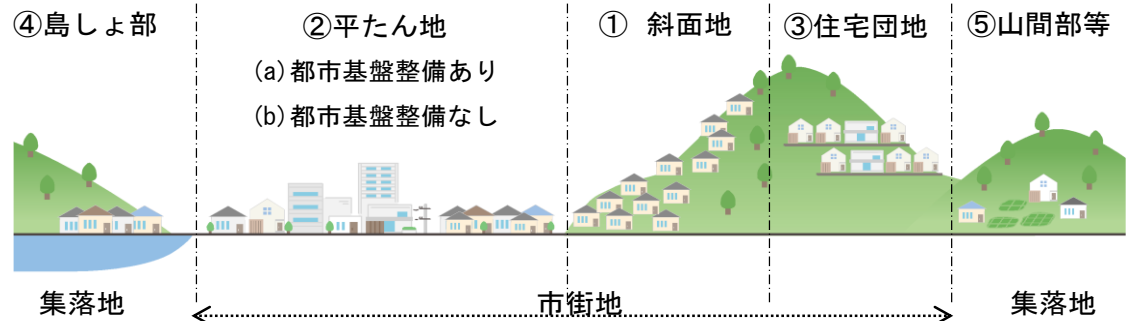 ④島しょ部
②平たん地
(a)都市基盤整備あり
(b)都市基盤整備なし
① 斜面地
③住宅団地
⑤山間部等
集落地
市街地
集落地